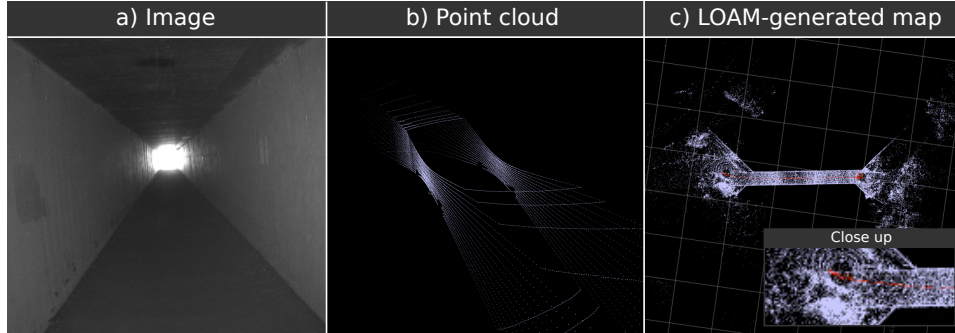 a) Image
b) Point cloud
c) LOAM-generated map
Close up